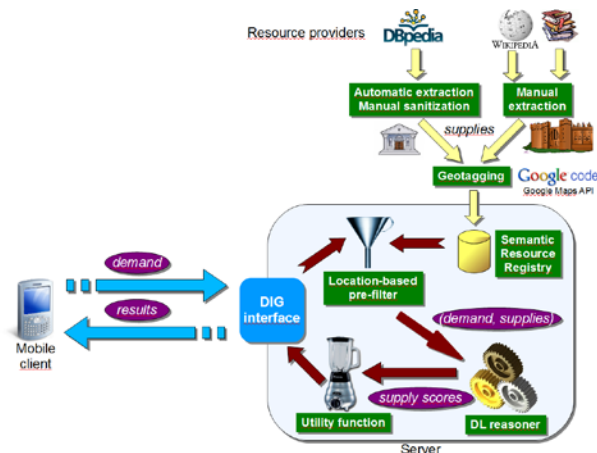 Resource providers
DBpedia
WIKIPEDIA
Automatic extraction
Manual sanitization
Manual
extraction
supplies
Geotagging
Google code
Google Maps API
demand
results
Mobile
client
DIG
interface
Location-based
pre-filter
Semantic
Resource
Registry
(demand, supplies)
supply scores
Utility function
DL reasoner
Server